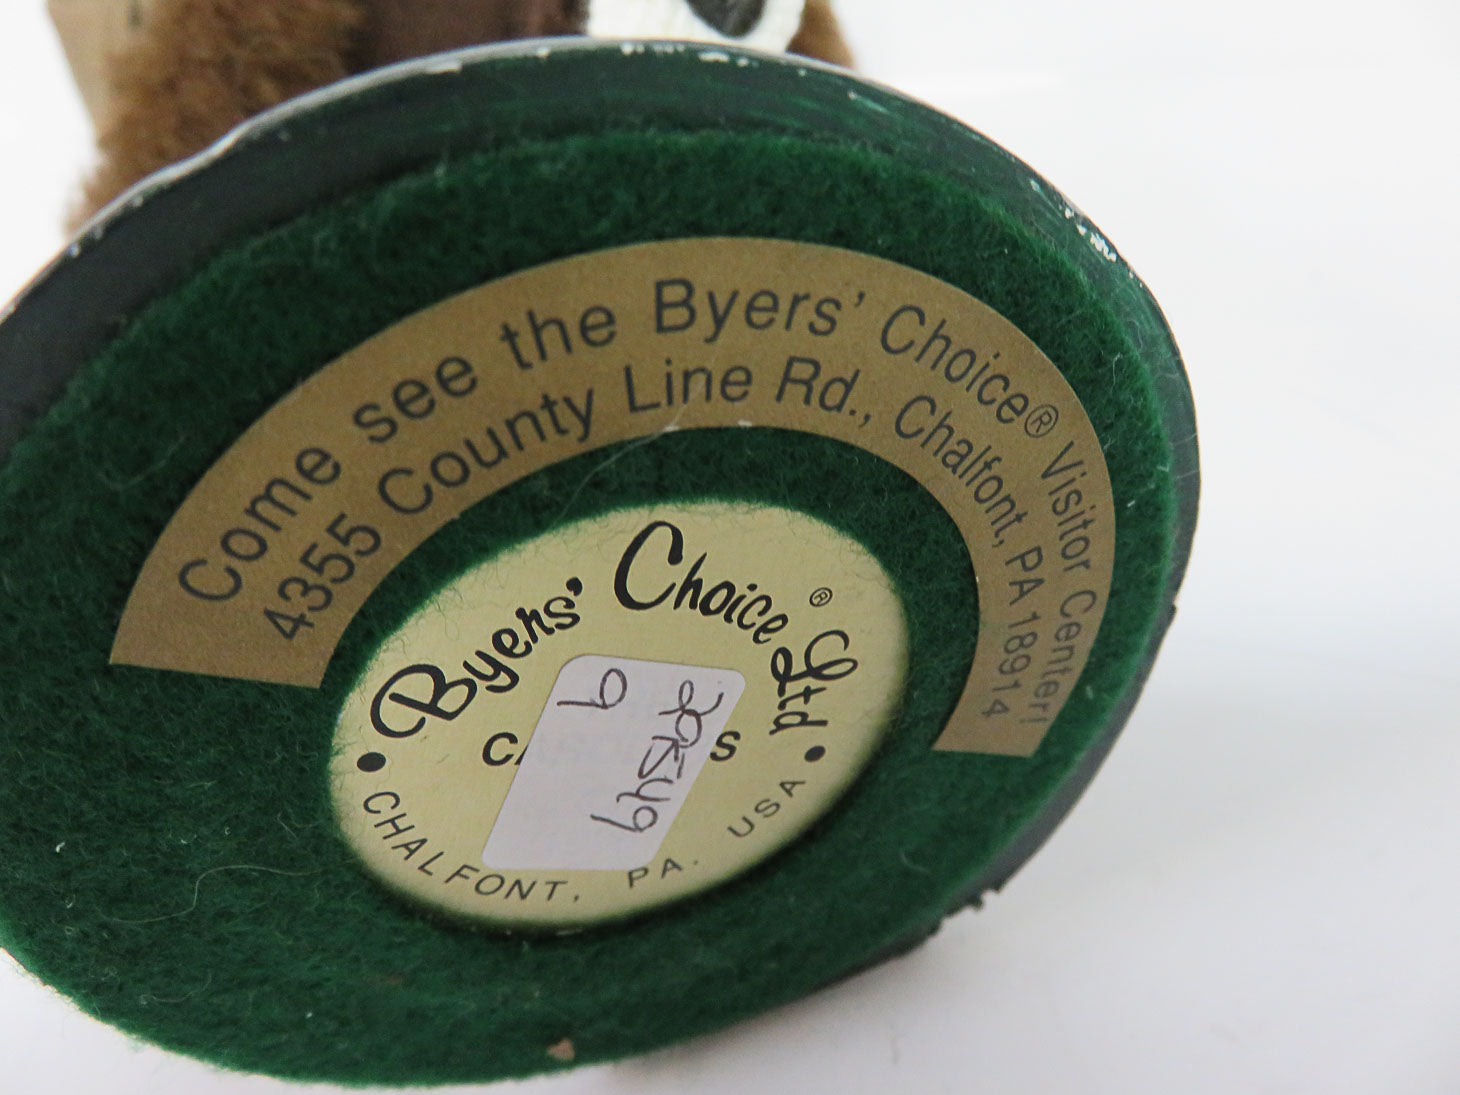 Come see the Byers' Choice® Visitor Center!
4355 County Line Rd., Chalfont, PA 18914
Byers' Choice Ltd®
CHALFONT, PA. USA